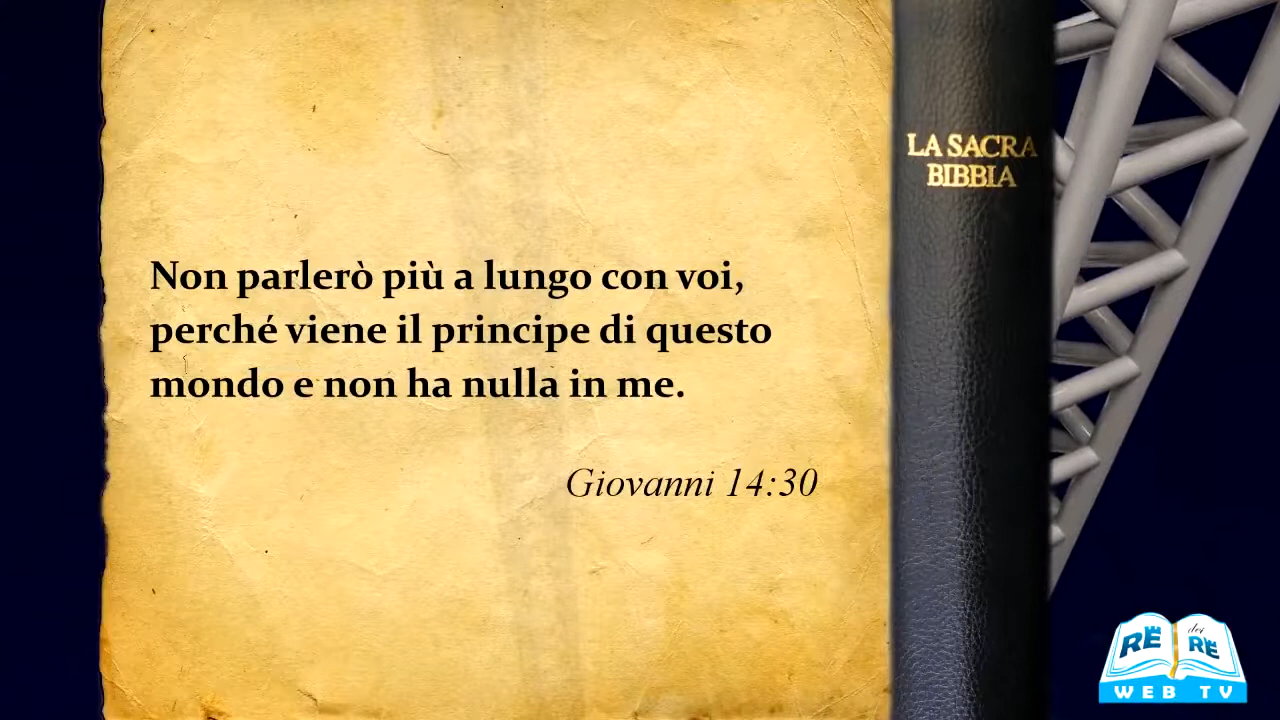 LA SACRA
BIBBIA
Non parlerò più a lungo con voi,
perché viene il principe di questo
mondo e non ha nulla in me.
Giovanni 14:30
RE dei RE
WEB TV